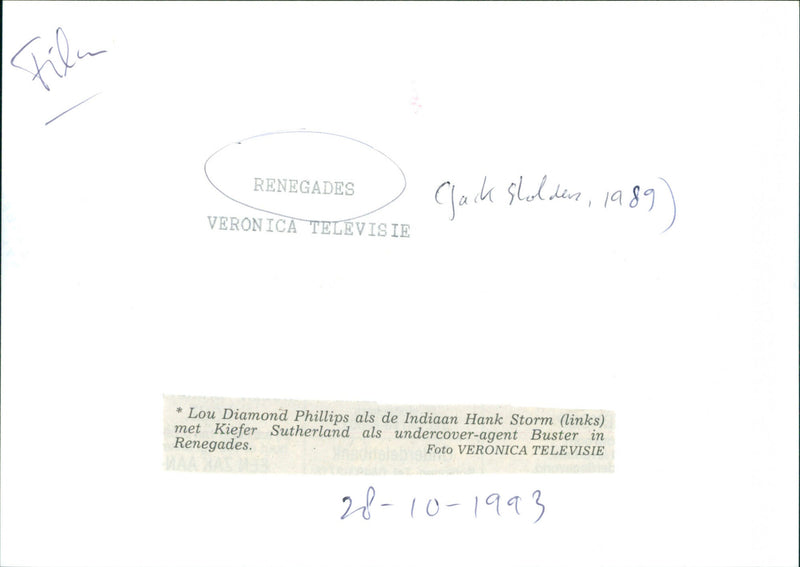 Film
RENEGADES
(Jack Sholder, 1989)
VERONICA TELEVISIE
* Lou Diamond Phillips als de Indiaan Hank Storm (links)
met Kiefer Sutherland als undercover-agent Buster in
Renegades. Foto VERONICA TELEVISIE
28-10-1993